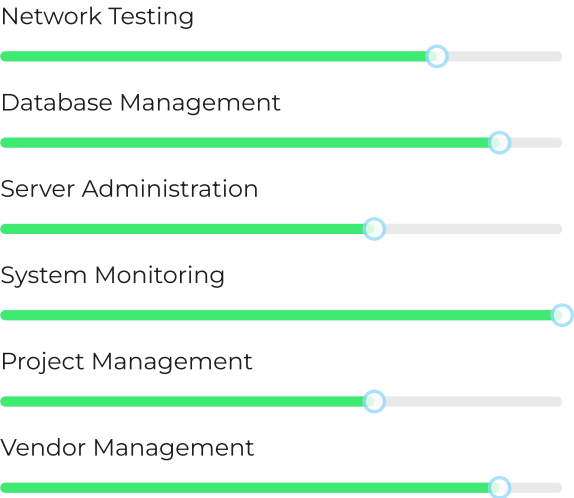 Network Testing
Database Management
Server Administration
System Monitoring
Project Management
Vendor Management